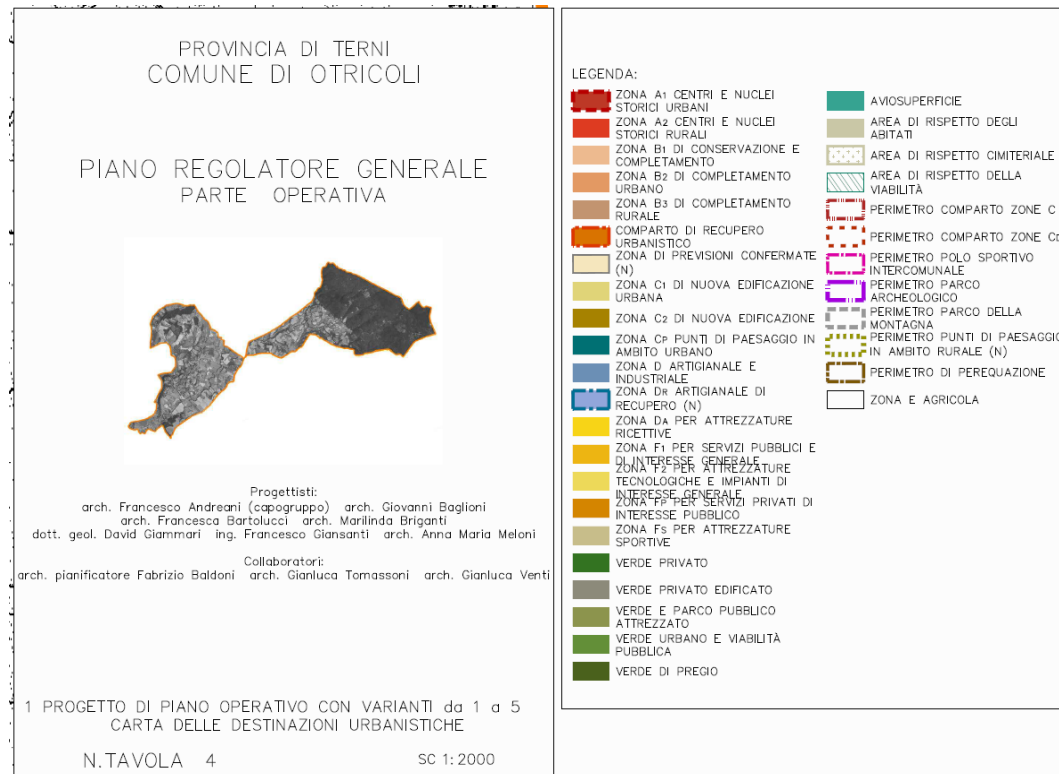 PROVINCIA DI TERNI
COMUNE DI OTRICOLI
PIANO REGOLATORE GENERALE
PARTE OPERATIVA
Progettisti:
arch. Francesco Andreani (capogruppo) arch. Giovanni Baglioni
arch. Francesca Bartolucci arch. Marilinda Briganti
dott. geol. David Giammari ing. Francesco Giansanti arch. Anna Maria Meloni
Collaboratori:
arch. pianificatore Fabrizio Baldoni arch. Gianluca Tomassoni arch. Gianluca Venti
1 PROGETTO DI PIANO OPERATIVO CON VARIANTI da 1 a 5
CARTA DELLE DESTINAZIONI URBANISTICHE
N.TAVOLA 4 SC 1:2000
LEGENDA:
ZONA A1 CENTRI E NUCLEI
STORICI URBANI
ZONA A2 CENTRI E NUCLEI
STORICI RURALI
ZONA B1 DI CONSERVAZIONE E
COMPLETAMENTO
ZONA B2 DI COMPLETAMENTO
URBANO
ZONA B3 DI COMPLETAMENTO
RURALE
COMPARTO DI RECUPERO
URBANISTICO
ZONA DI PREVISIONI CONFERMATE
(N)
ZONA C1 DI NUOVA EDIFICAZIONE
URBANA
ZONA C2 DI NUOVA EDIFICAZIONE
ZONA CP PUNTI DI PAESAGGIO IN
AMBITO URBANO
ZONA D ARTIGIANALE E
INDUSTRIALE
ZONA DR ARTIGIANALE DI
RECUPERO (N)
ZONA DA PER ATTREZZATURE
RICETTIVE
ZONA F1 PER SERVIZI PUBBLICI E
DI INTERESSE GENERALE
ZONA F2 PER ATTREZZATURE
TECNOLOGICHE E IMPIANTI DI
INTERESSE GENERALE
ZONA FP PER SERVIZI PRIVATI DI
INTERESSE PUBBLICO
ZONA FS PER ATTREZZATURE
SPORTIVE
VERDE PRIVATO
VERDE PRIVATO EDIFICATO
VERDE E PARCO PUBBLICO
ATTREZZATO
VERDE URBANO E VIABILITÀ
PUBBLICA
VERDE DI PREGIO
AVIOSUPERFICIE
AREA DI RISPETTO DEGLI
ABITATI
AREA DI RISPETTO CIMITERIALE
AREA DI RISPETTO DELLA
VIABILITÀ
PERIMETRO COMPARTO ZONE C
PERIMETRO COMPARTO ZONE
PERIMETRO POLO SPORTIVO
INTERCOMUNALE
PERIMETRO PARCO
ARCHEOLOGICO
PERIMETRO PARCO DELLA
MONTAGNA
PERIMETRO PUNTI DI PAESAGGIO
IN AMBITO RURALE (N)
PERIMETRO DI PEREQUAZIONE
ZONA E AGRICOLA